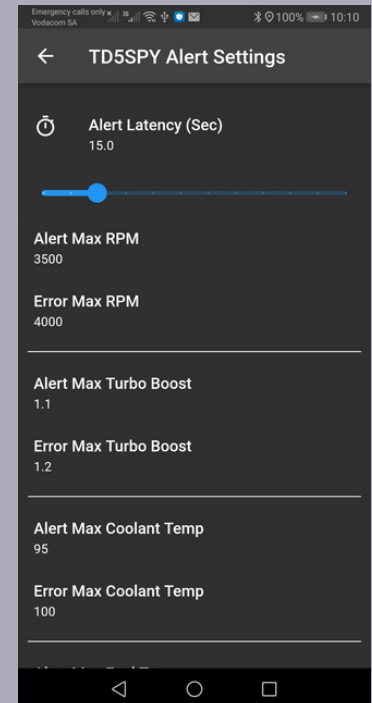 Emergency calls only
Vodacom SA
100% 10:10
TD5SPY Alert Settings
Alert Latency (Sec)
15.0
Alert Max RPM
3500
Error Max RPM
4000
Alert Max Turbo Boost
1.1
Error Max Turbo Boost
1.2
Alert Max Coolant Temp
95
Error Max Coolant Temp
100